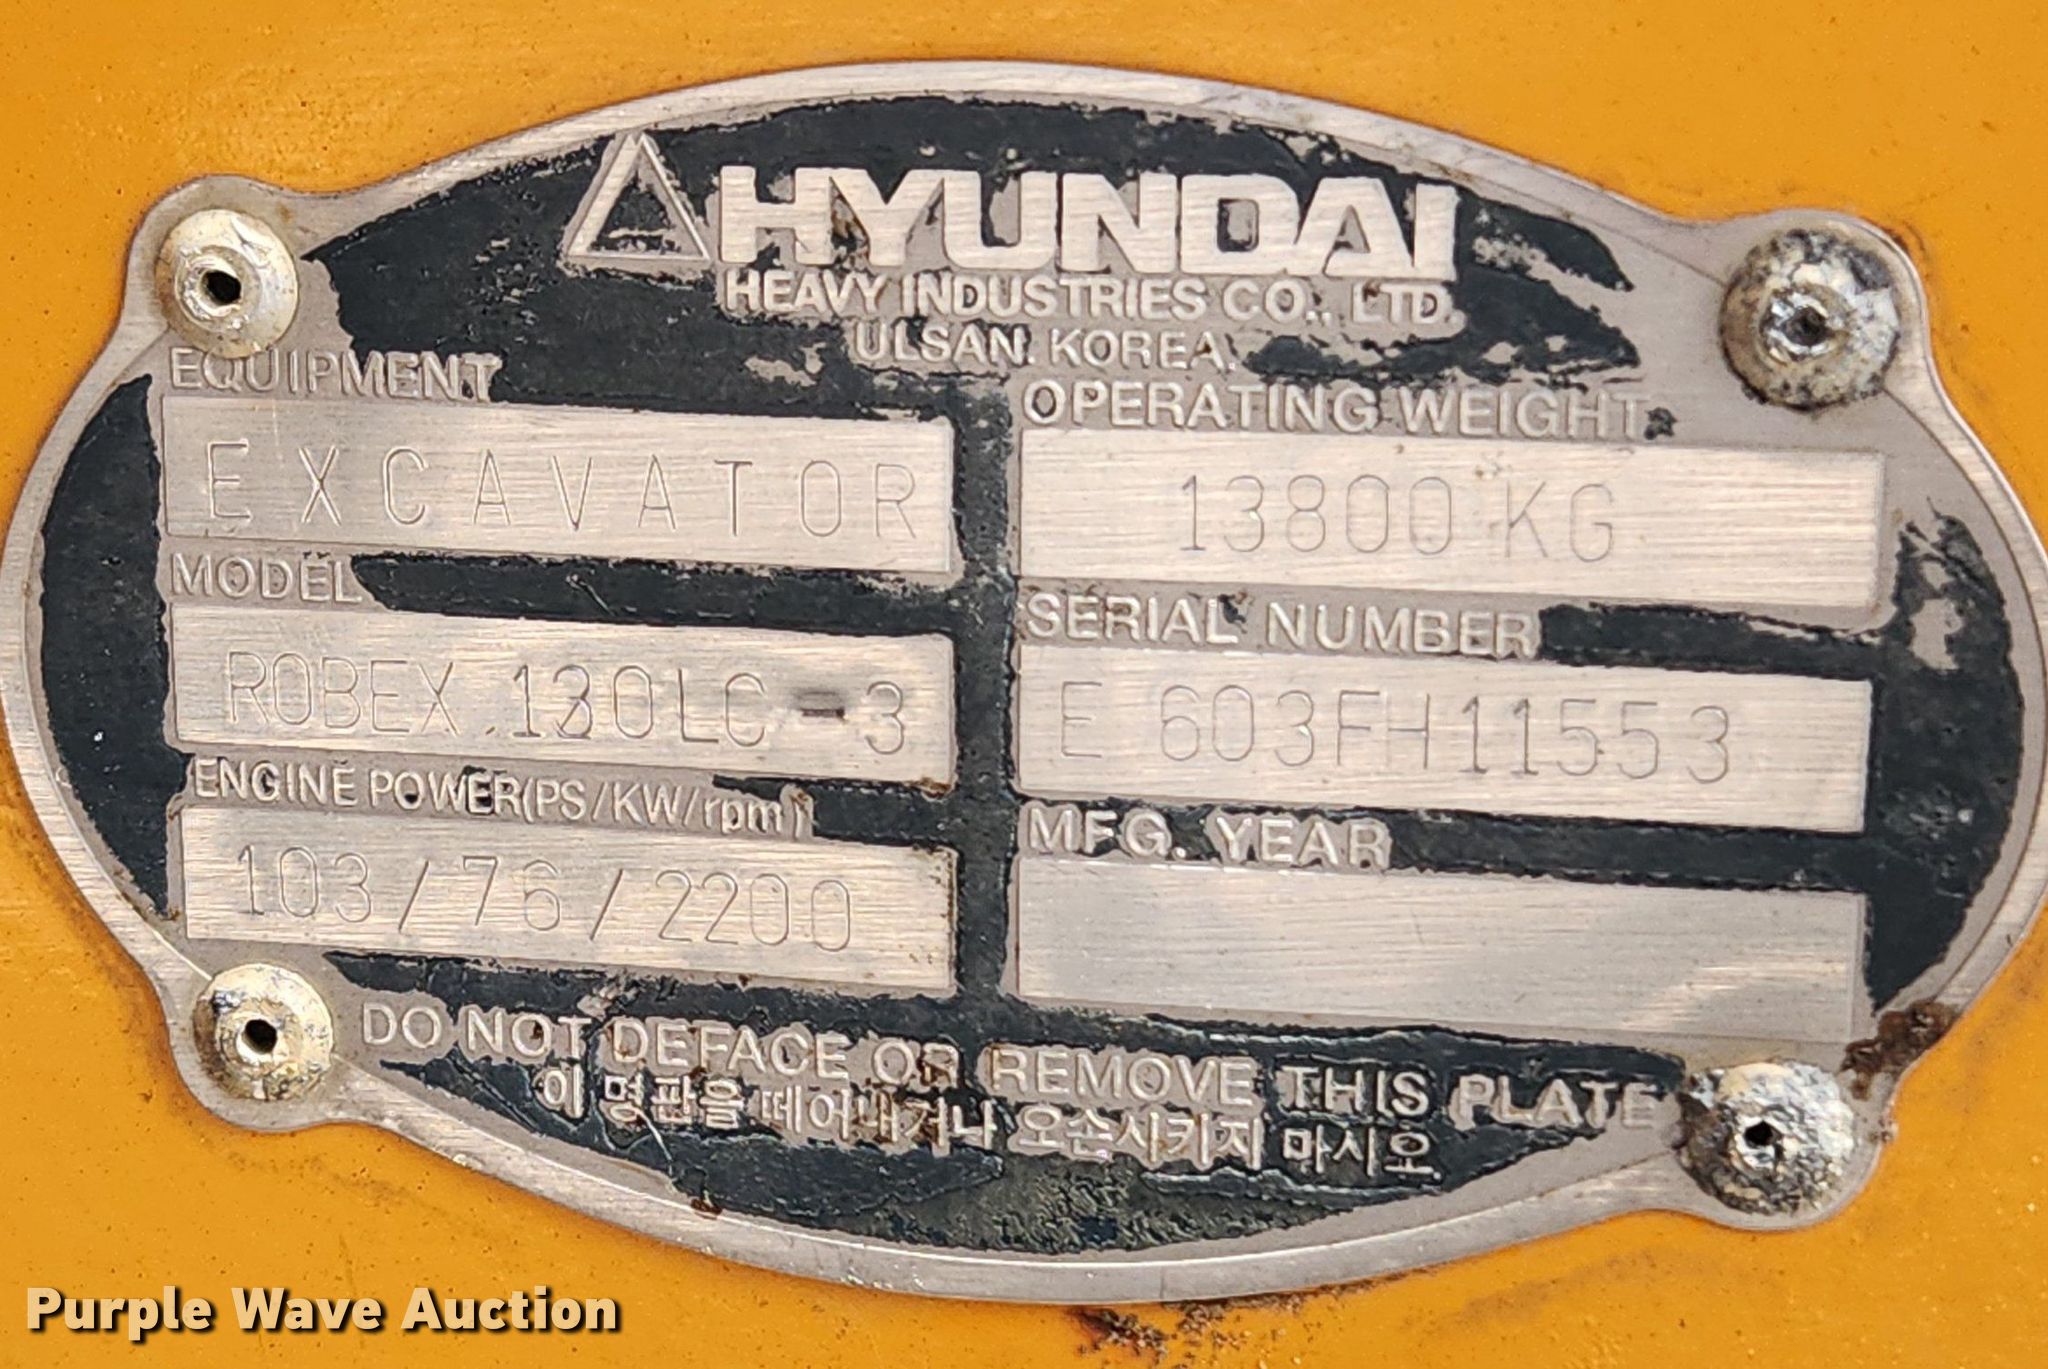 HYUNDAI
HEAVY INDUSTRIES CO., LTD.
ULSAN, KOREA.
EQUIPMENT
EXCAVATOR
OPERATING WEIGHT
13800 KG
MODEL
ROBEX 130LC-3
SERIAL NUMBER
E 603FH11553
ENGINE POWER(PS/KW/rpm)
103/76/2200
MFG. YEAR
DO NOT DEFACE OR REMOVE THIS PLATE
이 명판을 떼어내거나 오손시키지 마시오.
Purple Wave Auction